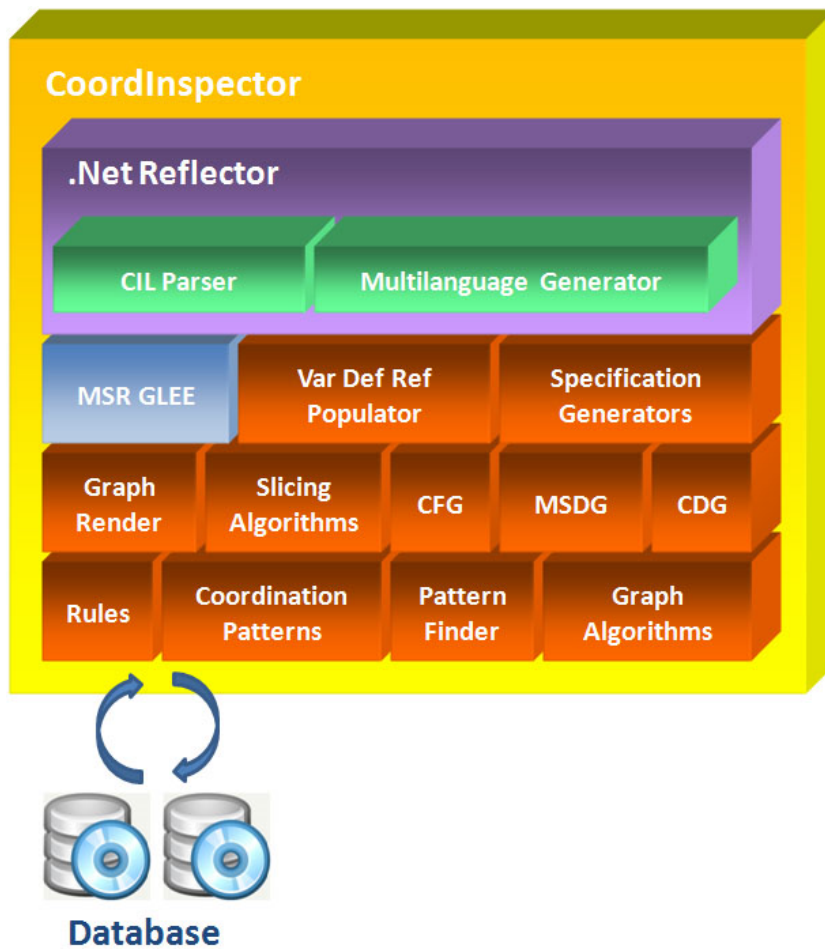 CoordInspector
.Net Reflector
CIL Parser
Multilanguage Generator
MSR GLEE
Var Def Ref
Populator
Specification
Generators
Graph
Render
Slicing
Algorithms
CFG
MSDG
CDG
Rules
Coordination
Patterns
Pattern
Finder
Graph
Algorithms
Database